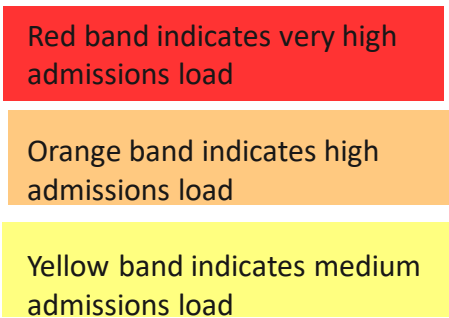 Red band indicates very high
admissions load
Orange band indicates high
admissions load
Yellow band indicates medium
admissions load